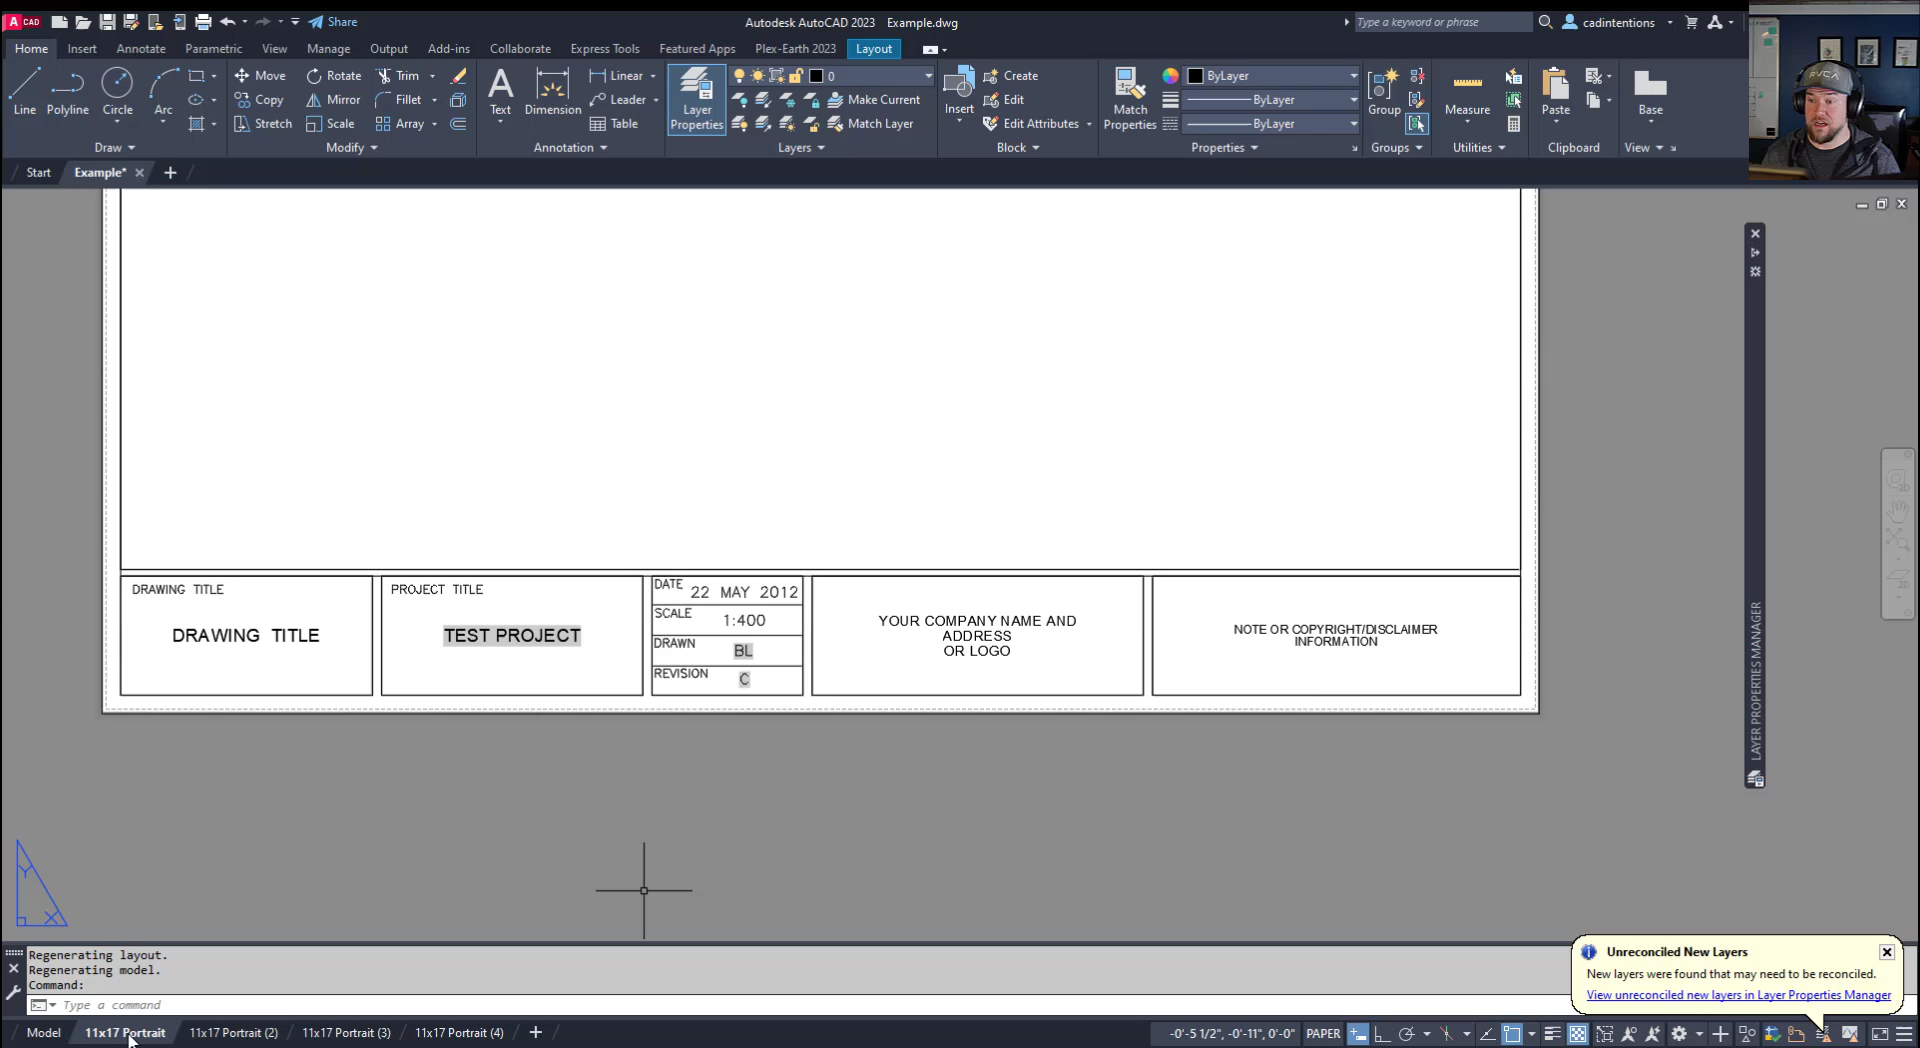 A CAD
Share
Autodesk AutoCAD 2023 Example.dwg
Type a keyword or phrase
cadintentions
Home Insert Annotate Parametric View Manage Output Add-ins Collaborate Express Tools Featured Apps Plex-Earth 2023 Layout
Line Polyline Circle Arc
Move Rotate Trim
Copy Mirror Fillet
Stretch Scale Array
Text Dimension
Linear
Leader
Table
Layer Properties
0
Make Current
Match Layer
Insert
Create
Edit
Edit Attributes
Match Properties
ByLayer
ByLayer
ByLayer
Group
Measure
Paste
Base
Draw Modify Annotation Layers Block Properties Groups Utilities Clipboard View
RVCA
Start Example*
DRAWING TITLE
DRAWING TITLE
PROJECT TITLE
TEST PROJECT
DATE 22 MAY 2012
SCALE 1:400
DRAWN BL
REVISION C
YOUR COMPANY NAME AND
ADDRESS
OR LOGO
NOTE OR COPYRIGHT/DISCLAIMER
INFORMATION
LAYER PROPERTIES MANAGER
Y
X
Regenerating layout.
Regenerating model.
Command:
Type a command
Unreconciled New Layers
New layers were found that may need to be reconciled.
View unreconciled new layers in Layer Properties Manager
Model 11x17 Portrait 11x17 Portrait (2) 11x17 Portrait (3) 11x17 Portrait (4)
-0'-5 1/2", -0'-11", 0'-0" PAPER